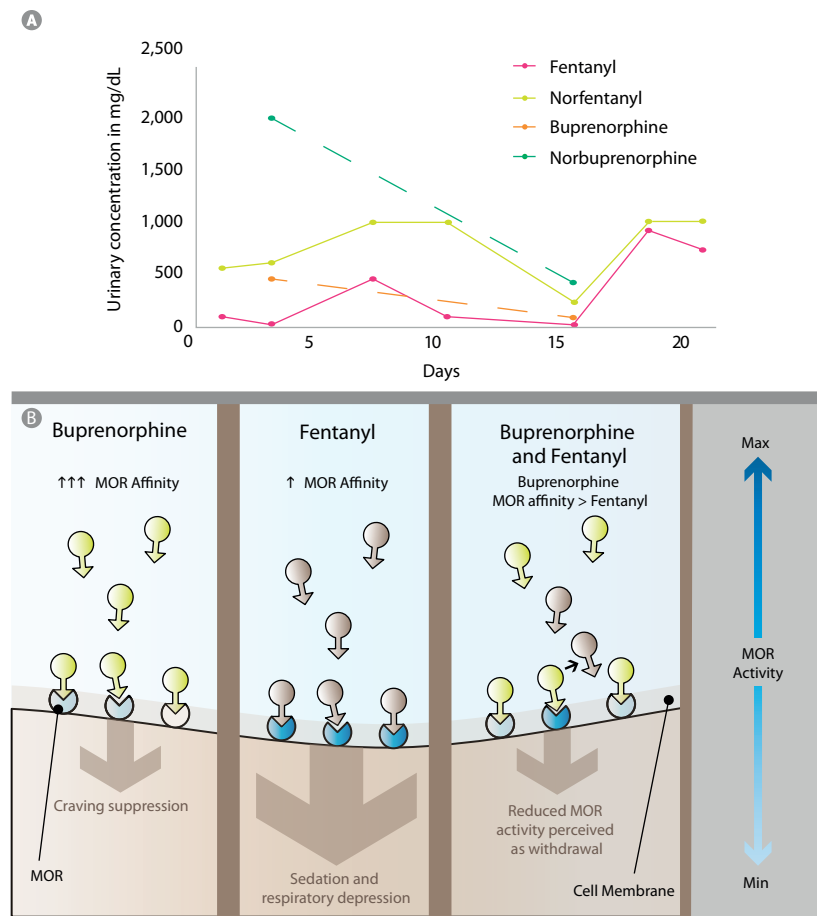 A
2,500
2,000
1,500
1,000
500
0
Urinary concentration in mg/dL
Fentanyl
Norfentanyl
Buprenorphine
Norbuprenorphine
0 5 10 15 20
Days
B
Buprenorphine
↑↑↑ MOR Affinity
Craving suppression
MOR
Fentanyl
↑ MOR Affinity
Sedation and
respiratory depression
Buprenorphine
and Fentanyl
Buprenorphine
MOR affinity > Fentanyl
Reduced MOR
activity perceived
as withdrawal
Cell Membrane
Max
MOR
Activity
Min